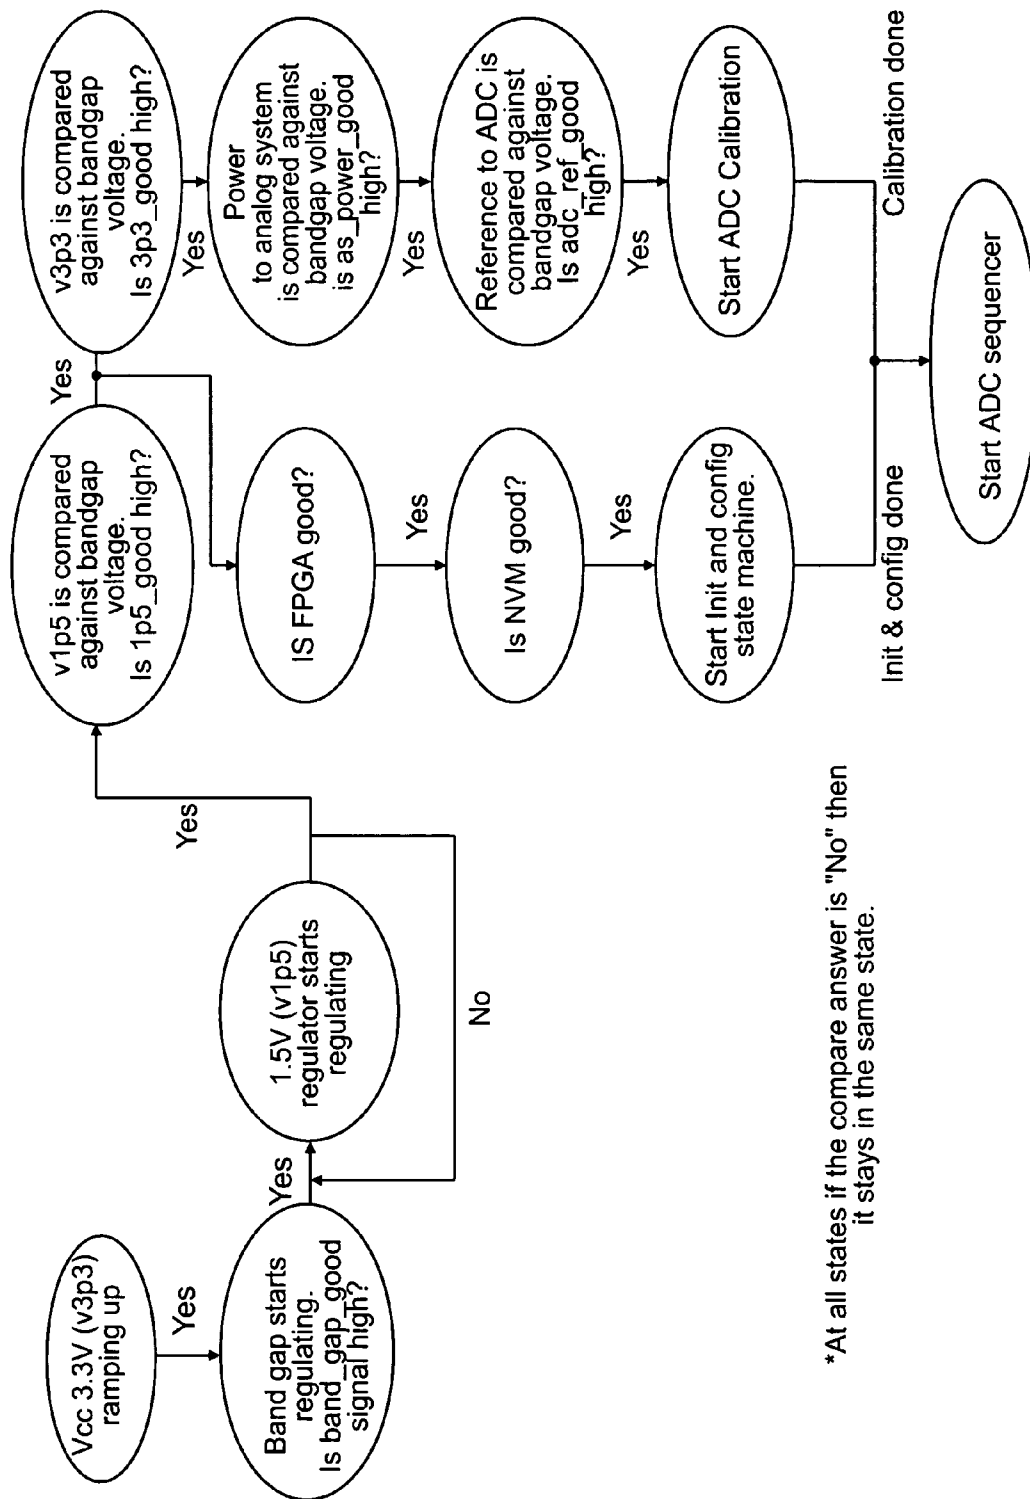 Vcc 3.3V (v3p3)
ramping up
Yes
Band gap starts
regulating.
Is band_gap_good
signal high?
Yes
1.5V (v1p5)
regulator starts
regulating
No
Yes
v1p5 is compared
against bandgap
voltage.
Is 1p5_good high?
Yes
IS FPGA good?
Yes
Is NVM good?
Yes
Start Init and config
state machine.
Init & config done
v3p3 is compared
against bandgap
voltage.
Is 3p3_good high?
Yes
Power
to analog system
is compared against
bandgap voltage.
is as_power_good
high?
Yes
Reference to ADC is
compared against
bandgap voltage.
Is adc_ref_good
high?
Yes
Start ADC Calibration
Calibration done
Start ADC sequencer
*At all states if the compare answer is "No" then
it stays in the same state.